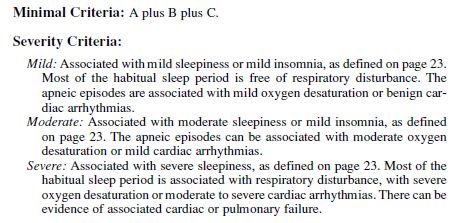 Minimal Criteria: A plus B plus C.
Severity Criteria:
Mild: Associated with mild sleepiness or mild insomnia, as defined on page 23.
Most of the habitual sleep period is free of respiratory disturbance. The
apneic episodes are associated with mild oxygen desaturation or benign car-
diac arrhythmias.
Moderate: Associated with moderate sleepiness or mild insomnia, as defined
on page 23. The apneic episodes can be associated with moderate oxygen
desaturation or mild cardiac arrhythmias.
Severe: Associated with severe sleepiness, as defined on page 23. Most of the
habitual sleep period is associated with respiratory disturbance, with severe
oxygen desaturation or moderate to severe cardiac arrhythmias. There can be
evidence of associated cardiac or pulmonary failure.